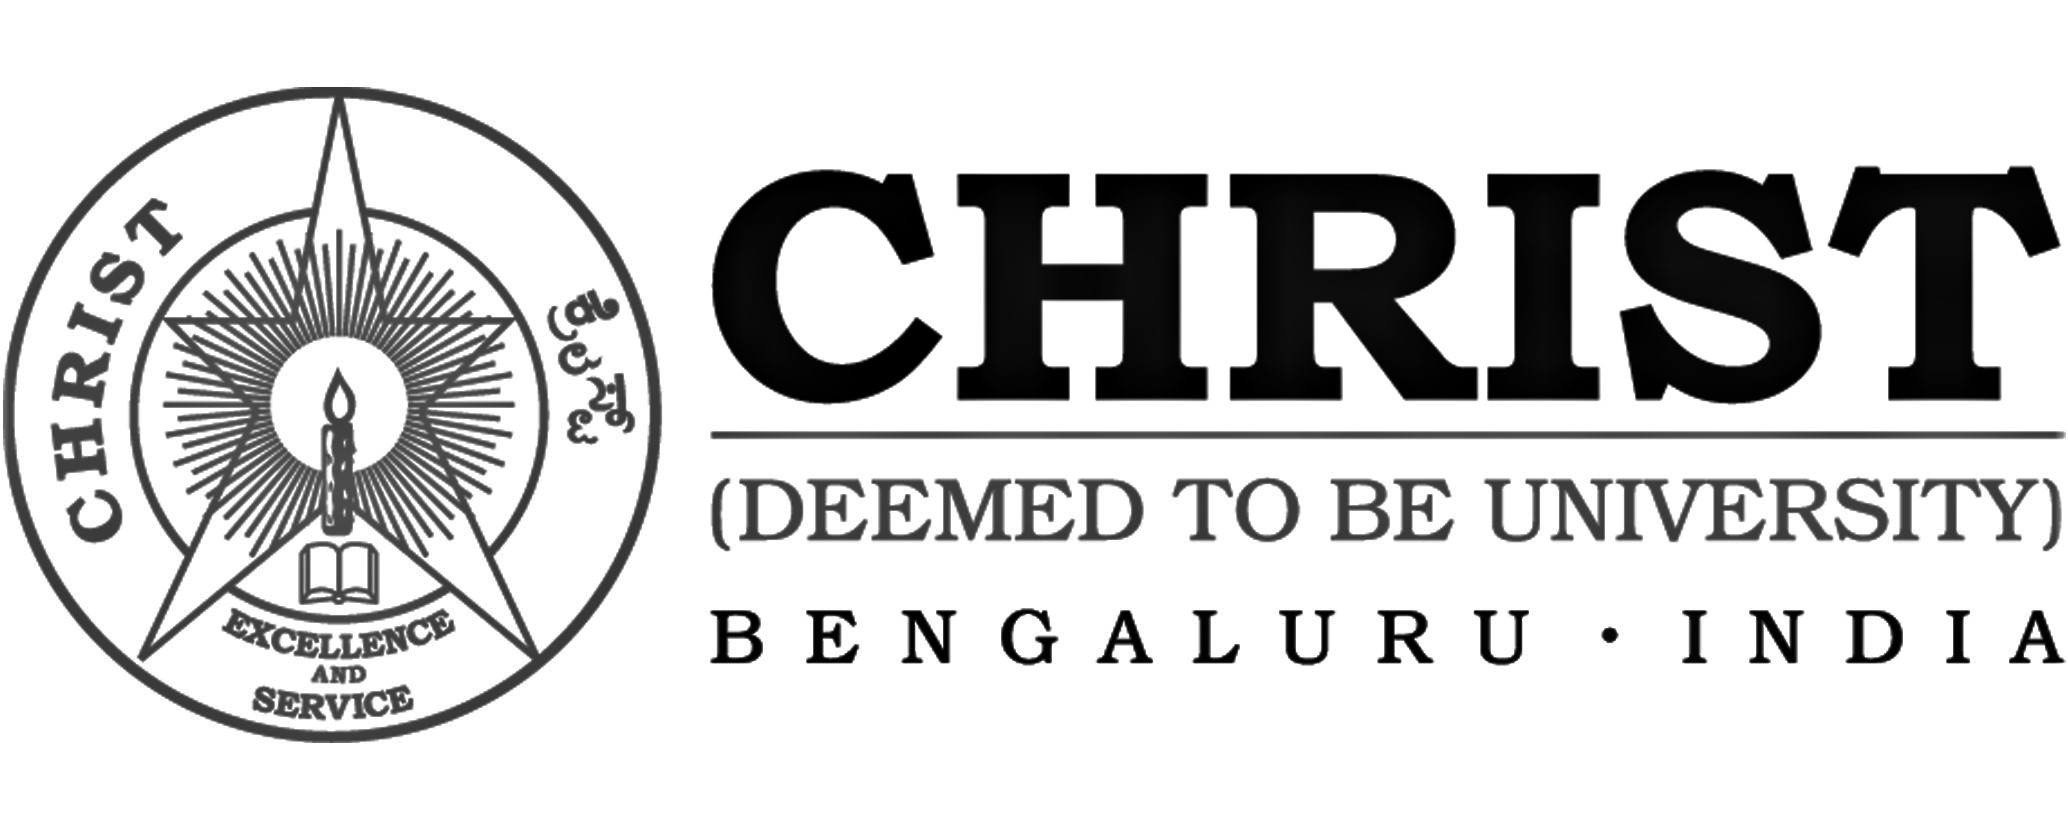 CHRIST
ಕ್ರೈಸ್ಟ್
EXCELLENCE
AND
SERVICE
CHRIST
(DEEMED TO BE UNIVERSITY)
BENGALURU · INDIA